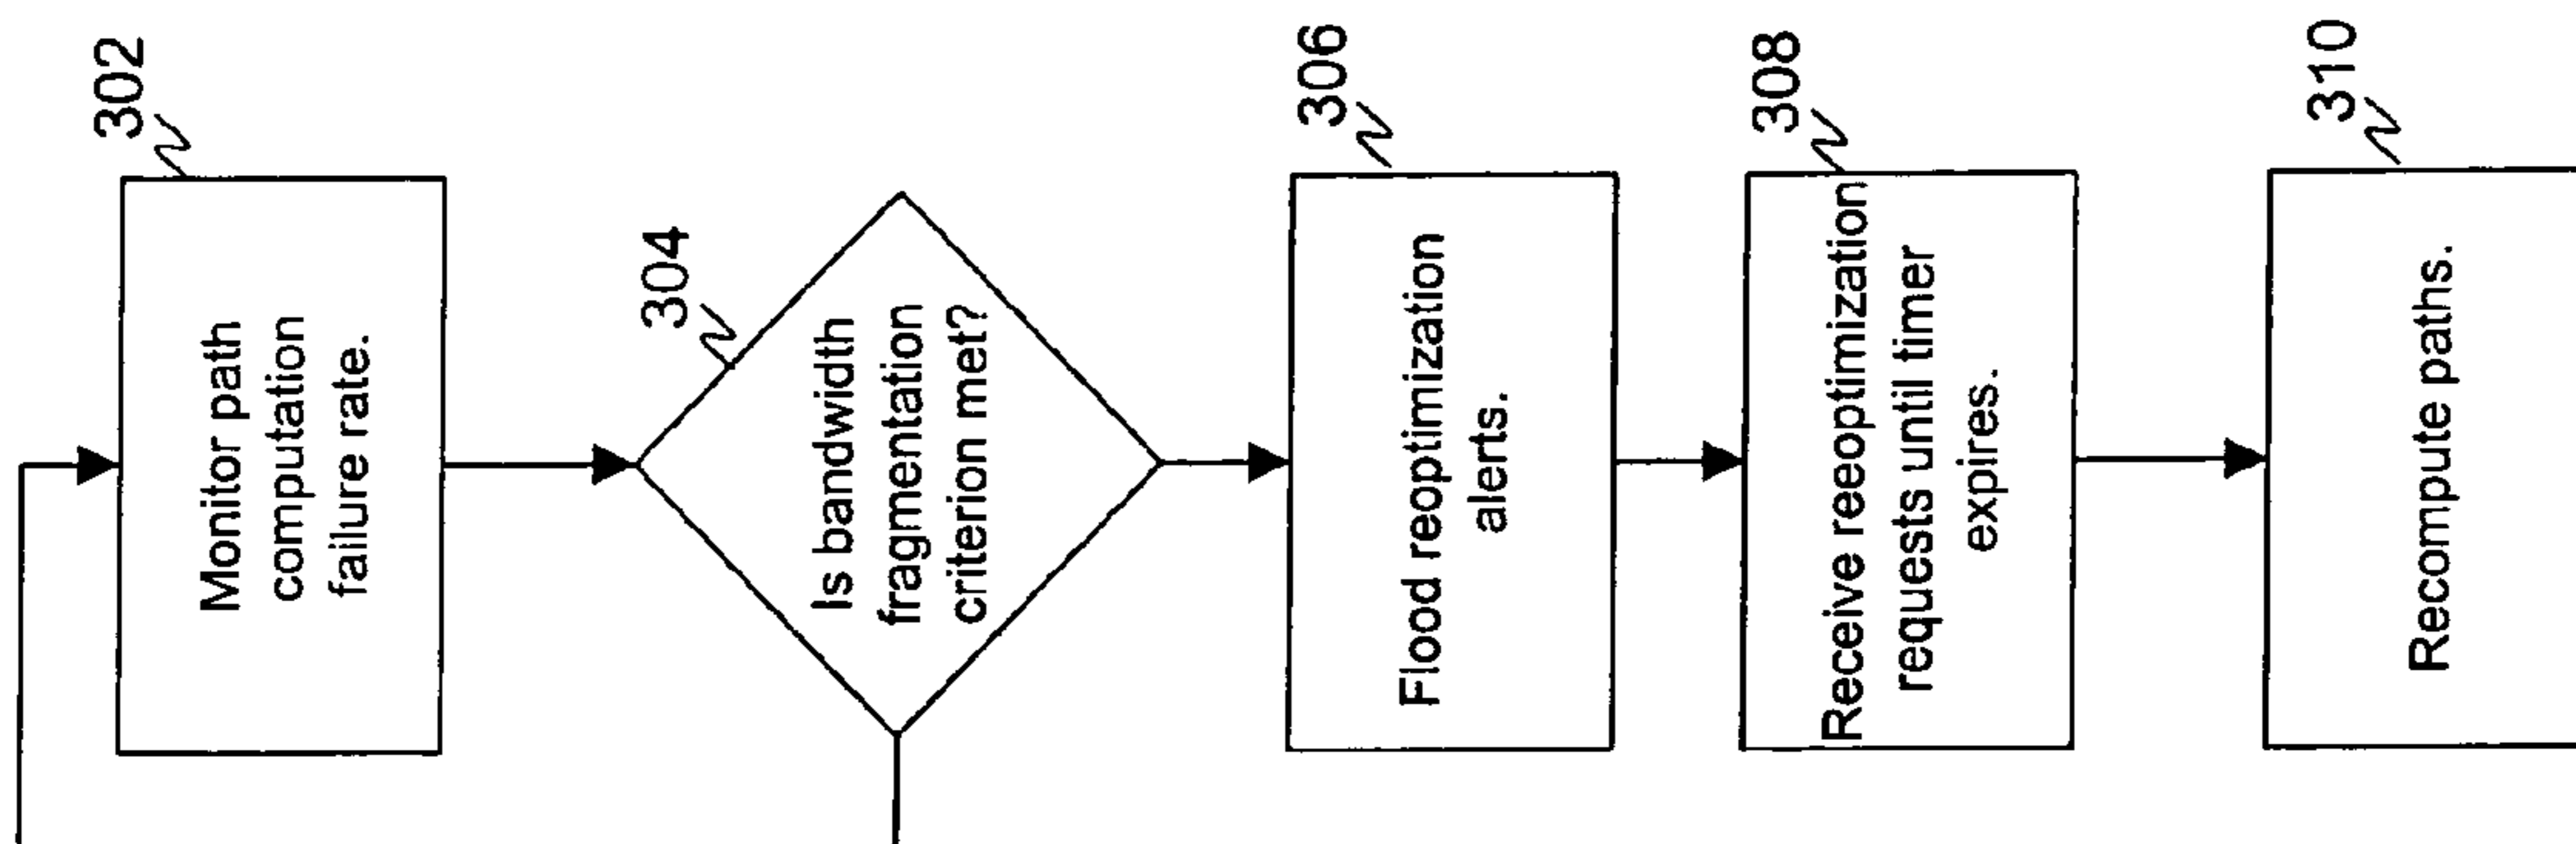 302
Monitor path
computation
failure rate.
304
Is bandwidth
fragmentation
criterion met?
306
Flood reoptimization
alerts.
308
Receive reeoptimization
requests until timer
expires.
310
Recompute paths.